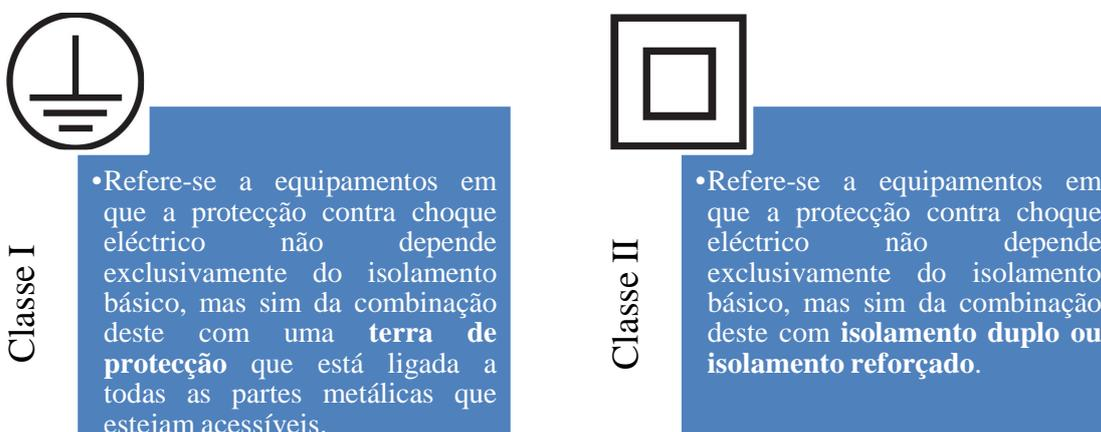 Classe I
•Refere-se a equipamentos em
que a protecção contra choque
eléctrico não depende
exclusivamente do isolamento
básico, mas sim da combinação
deste com uma terra de
protecção que está ligada a
todas as partes metálicas que
estejam acessíveis.
Classe II
•Refere-se a equipamentos em
que a protecção contra choque
eléctrico não depende
exclusivamente do isolamento
básico, mas sim da combinação
deste com isolamento duplo ou
isolamento reforçado.